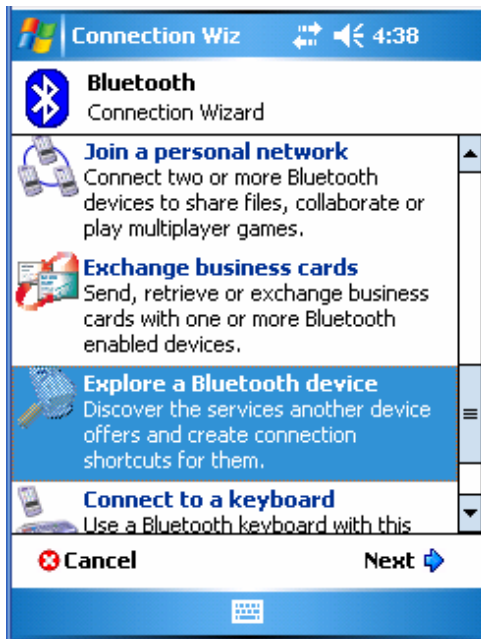 Connection Wiz 4:38
Bluetooth
Connection Wizard
Join a personal network
Connect two or more Bluetooth
devices to share files, collaborate or
play multiplayer games.
Exchange business cards
Send, retrieve or exchange business
cards with one or more Bluetooth
enabled devices.
Explore a Bluetooth device
Discover the services another device
offers and create connection
shortcuts for them.
Connect to a keyboard
Use a Bluetooth keyboard with this
Cancel Next